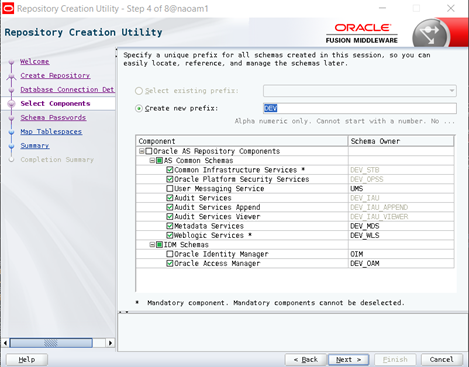 Repository Creation Utility - Step 4 of 8@naoam1
Repository Creation Utility
ORACLE
FUSION MIDDLEWARE
Welcome
Create Repository
Database Connection Det
Select Components
Schema Passwords
Map Tablespaces
Summary
Completion Summary
Specify a unique prefix for all schemas created in this session, so you can
easily locate, reference, and manage the schemas later.
Select existing prefix:
Create new prefix: DEV
Alpha numeric only. Cannot start with a number. No ...
Component Schema Owner
Oracle AS Repository Components
AS Common Schemas
Common Infrastructure Services * DEV_STB
Oracle Platform Security Services DEV_OPSS
User Messaging Service UMS
Audit Services DEV_IAU
Audit Services Append DEV_IAU_APPEND
Audit Services Viewer DEV_IAU_VIEWER
Metadata Services DEV_MDS
Weblogic Services * DEV_WLS
IDM Schemas
Oracle Identity Manager OIM
Oracle Access Manager DEV_OAM
* Mandatory component. Mandatory components cannot be deselected.
Help
< Back
Next >
Finish
Cancel